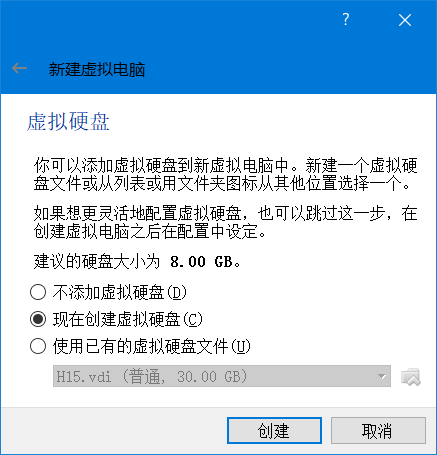 ?
新建虚拟电脑
虚拟硬盘
你可以添加虚拟硬盘到新虚拟电脑中。新建一个虚拟硬
盘文件或从列表或用文件夹图标从其他位置选择一个。
如果想更灵活地配置虚拟硬盘，也可以跳过这一步，在
创建虚拟电脑之后在配置中设定。
建议的硬盘大小为 8.00 GB。
不添加虚拟硬盘(D)
现在创建虚拟硬盘(C)
使用已有的虚拟硬盘文件(U)
H15.vdi (普通, 30.00 GB)
创建
取消